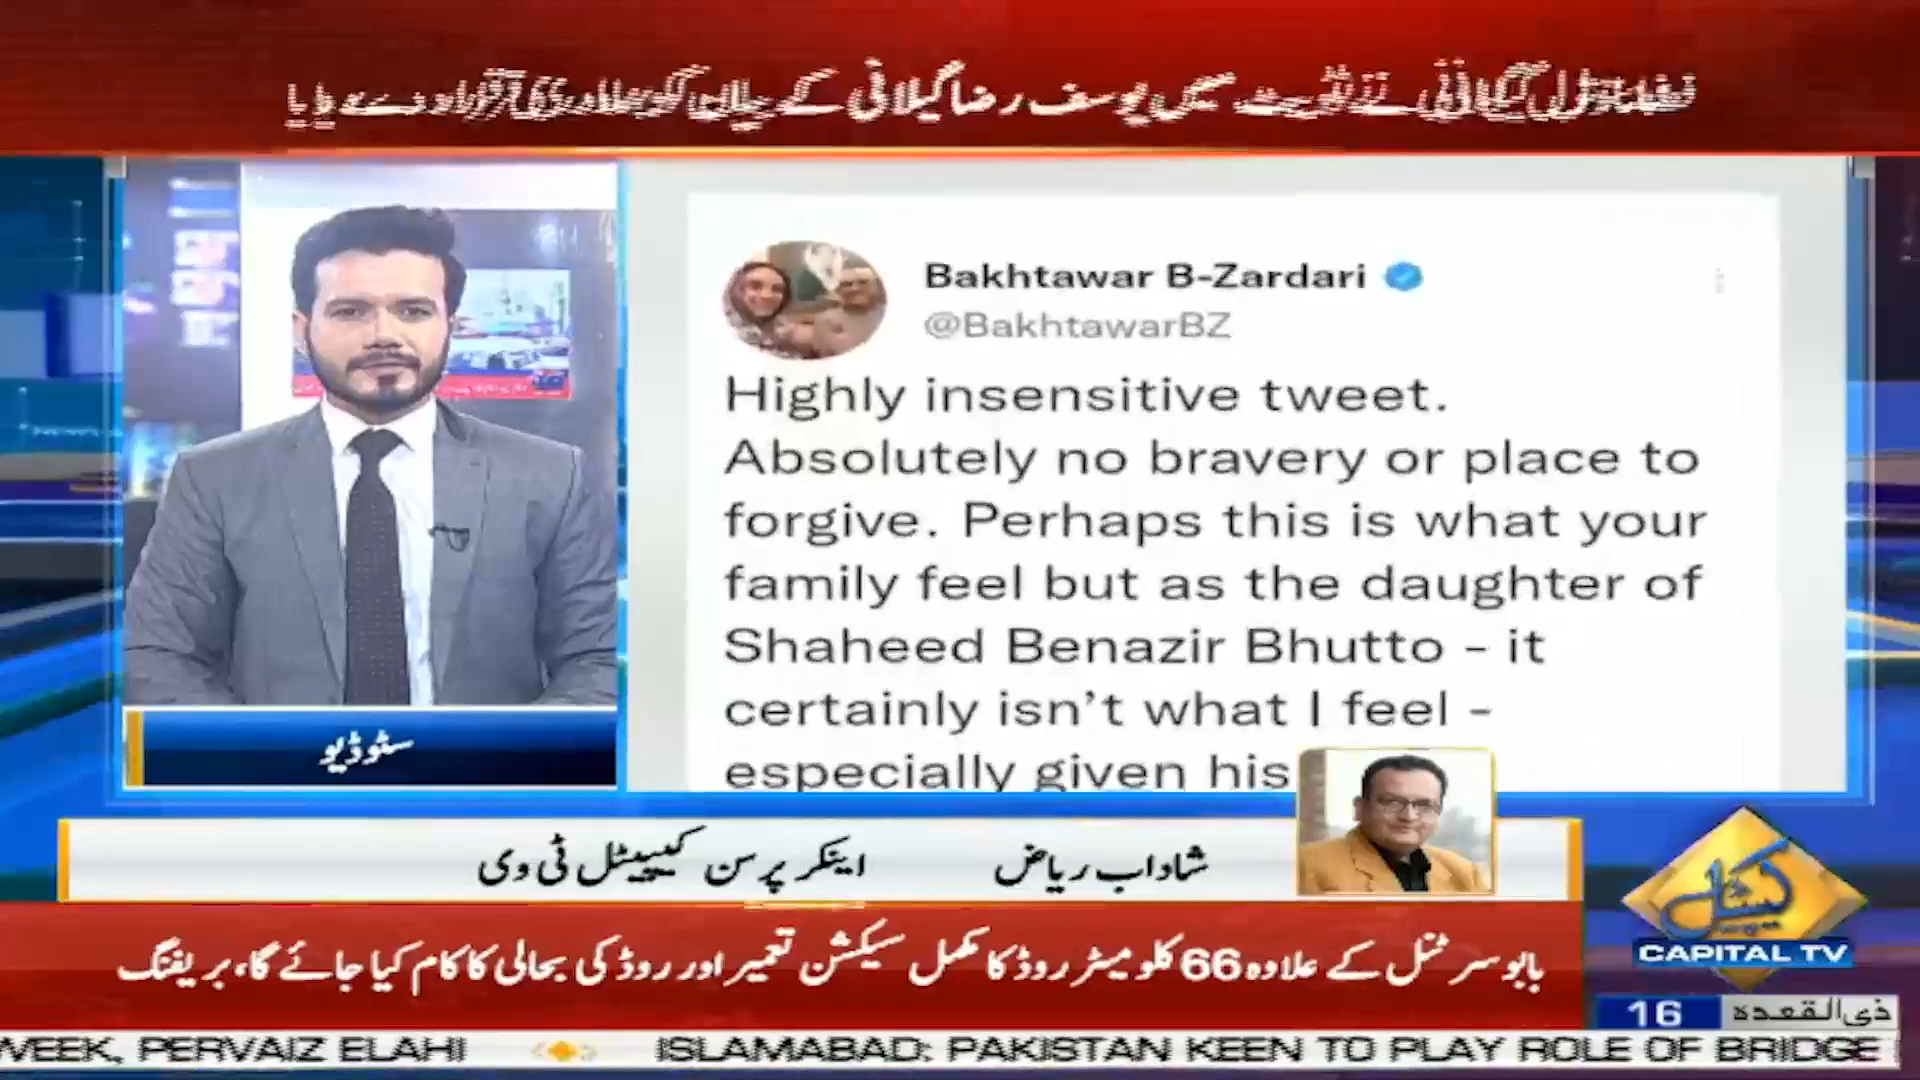 میں یوسف رضا گیلانی کے
Bakhtawar B-Zardari
@BakhtawarBZ
Highly insensitive tweet.
Absolutely no bravery or place to
forgive. Perhaps this is what your
family feel but as the daughter of
Shaheed Benazir Bhutto - it
certainly isn't what I feel -
especially given his
سٹوڈیو
شاداب ریاض اینکر پرسن کیپیٹل ٹی وی
کیپیٹل
CAPITAL TV
بابوسر ٹنل کے علاوہ 66 کلو میٹر روڈ کا مکمل سیکشن تعمیر اور روڈ کی بحالی کا کام کیا جائے گا، بریفنگ
16 ذی القعدہ
WEEK, PERVAIZ ELAHI ISLAMABAD: PAKISTAN KEEN TO PLAY ROLE OF BRIDGE